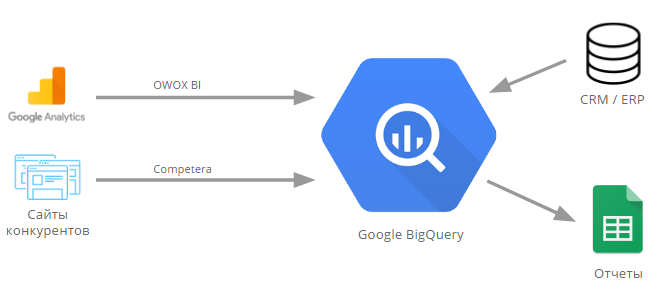 Google Analytics
OWOX BI
CRM / ERP
Сайты
конкурентов
Competera
Google BigQuery
Отчеты